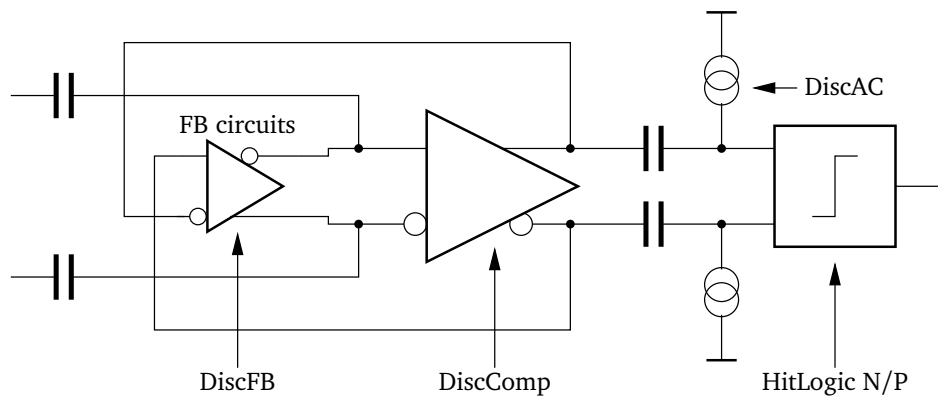 DiscAC
FB circuits
DiscFB
DiscComp
HitLogic N/P